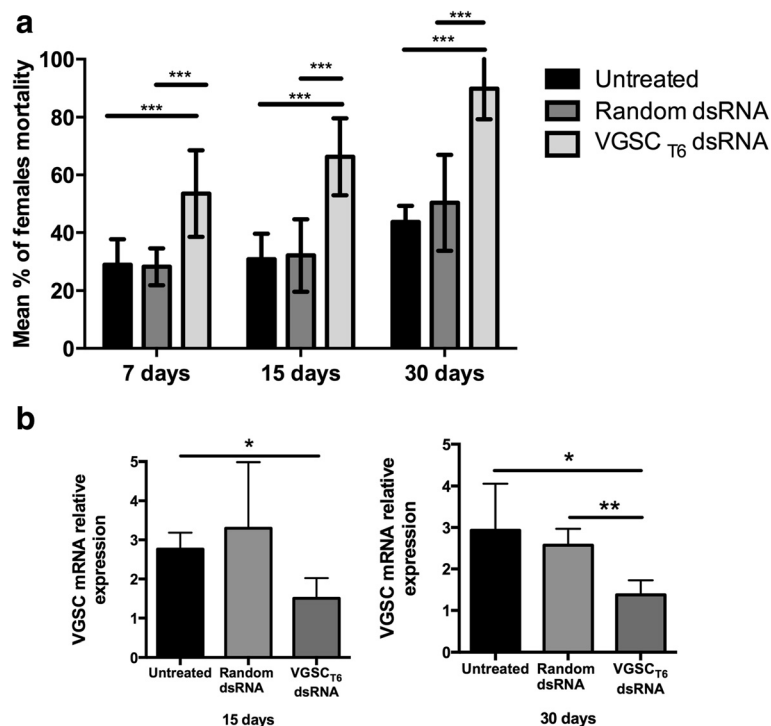 a
Mean % of females mortality
100
80
60
40
20
0
***
***
***
***
***
***
7 days
15 days
30 days
Untreated
Random dsRNA
VGSC T6 dsRNA
b
VGSC mRNA relative
expression
5
4
3
2
1
0
*
Untreated
Random
dsRNA
VGSCT6
dsRNA
15 days
VGSC mRNA relative
expression
5
4
3
2
1
0
*
**
Untreated
Random
dsRNA
VGSCT6
dsRNA
30 days